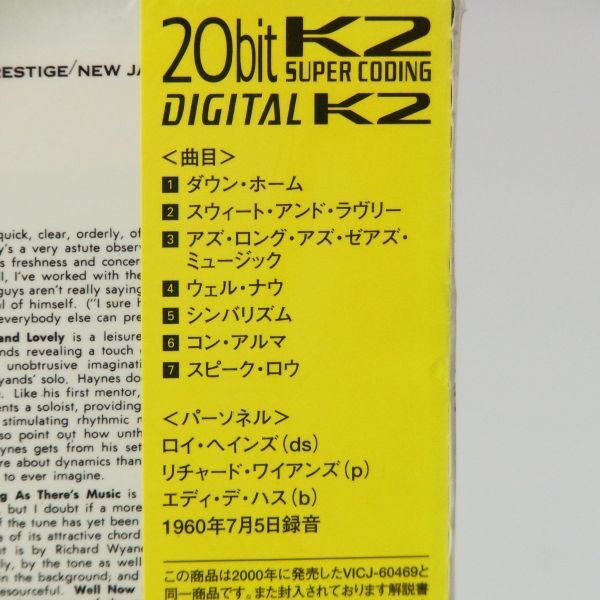 RESTIGE/NEW JA
quick, clear, orderly, of
y's a very astute obser
s freshness and concer
l, I've worked with the
guys aren't really saying
al of himself. ("I sure h
everybody else can pre
and Lovely is a leisure
nds revealing a touch
unobtrusive imaginati
yands' solo. Haynes do
. Like his first mentor,
ents a soloist, providing
stimulating rhythmic
so point out how unth
ynes gets from his set
re about dynamics than
to ever imagine.
ng As There's Music is
, but I doubt if a more
f the tune has yet been
e of its attractive chord
t is by Richard Wyan
ly, by the tone as well
in the background; and
resourceful. Well Now
20bit K2
SUPER CODING
DIGITAL K2
<曲目>
1 ダウン・ホーム
2 スウィート・アンド・ラヴリー
3 アズ・ロング・アズ・ゼアズ・
ミュージック
4 ウェル・ナウ
5 シンバリズム
6 コン・アルマ
7 スピーク・ロウ
<パーソネル>
ロイ・ヘインズ(ds)
リチャード・ワイアンズ(p)
エディ・デ・ハス(b)
1960年7月5日録音
この商品は2000年に発売したVICJ-60469と
同一商品です。また封入されております解説書